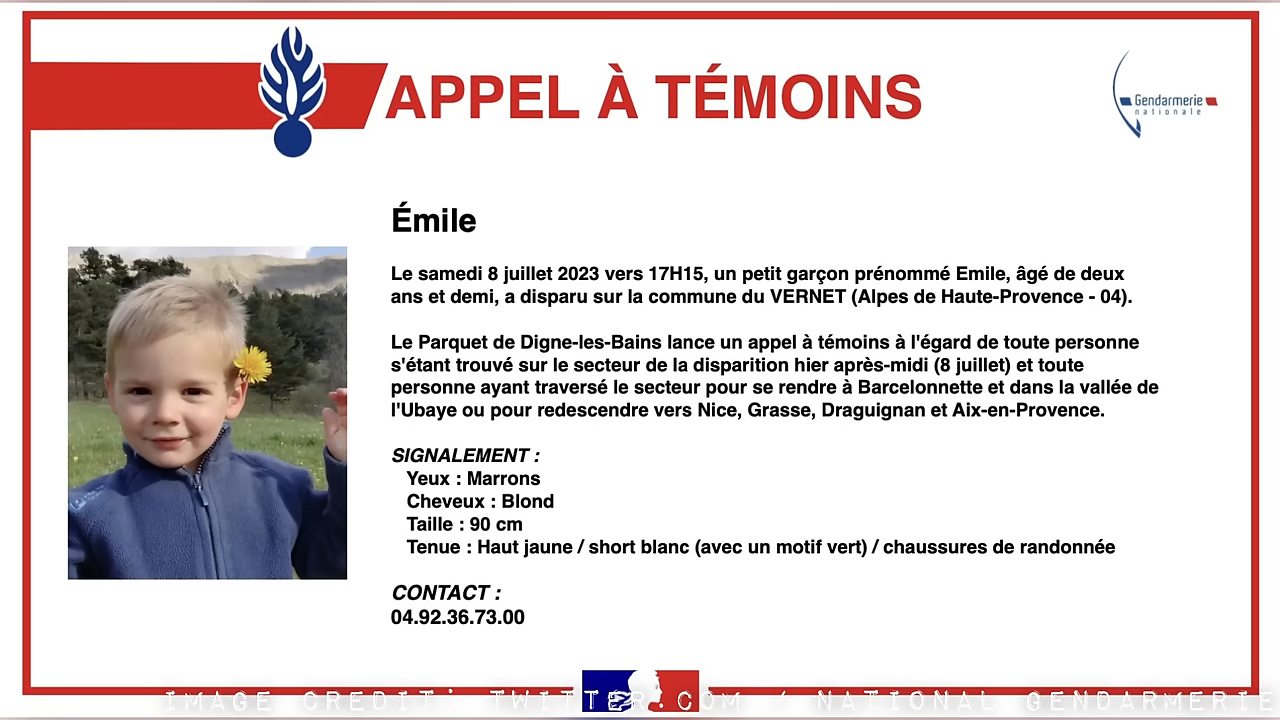 APPEL À TÉMOINS
Gendarmerie
nationale
Émile
Le samedi 8 juillet 2023 vers 17H15, un petit garçon prénommé Emile, âgé de deux
ans et demi, a disparu sur la commune du VERNET (Alpes de Haute-Provence - 04).
Le Parquet de Digne-les-Bains lance un appel à témoins à l'égard de toute personne
s'étant trouvé sur le secteur de la disparition hier après-midi (8 juillet) et toute
personne ayant traversé le secteur pour se rendre à Barcelonnette et dans la vallée de
l'Ubaye ou pour redescendre vers Nice, Grasse, Draguignan et Aix-en-Provence.
SIGNALEMENT :
Yeux : Marrons
Cheveux : Blond
Taille : 90 cm
Tenue : Haut jaune / short blanc (avec un motif vert) / chaussures de randonnée
CONTACT :
04.92.36.73.00
IMAGE CREDIT: TWITTER.COM / NATIONAL GENDARMERIE